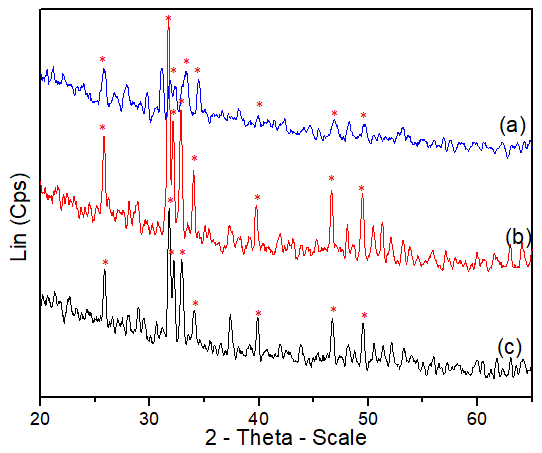 (a)
(b)
(c)
Lin (Cps)
20 30 40 50 60
2 - Theta - Scale